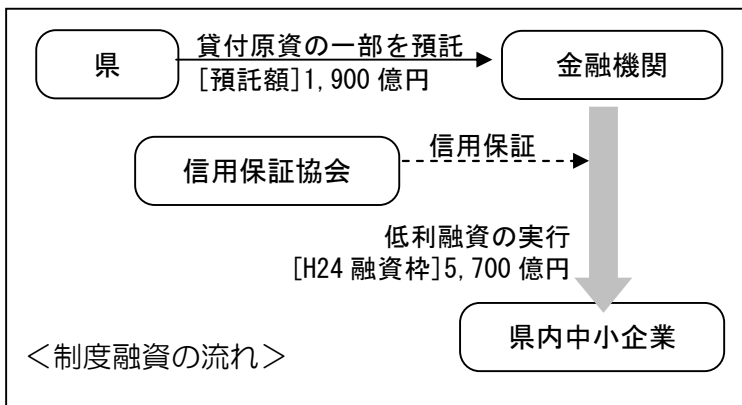 県
貸付原資の一部を預託
[預託額]1,900 億円
金融機関
信用保証協会
信用保証
低利融資の実行
[H24 融資枠]5,700 億円
県内中小企業
＜制度融資の流れ＞